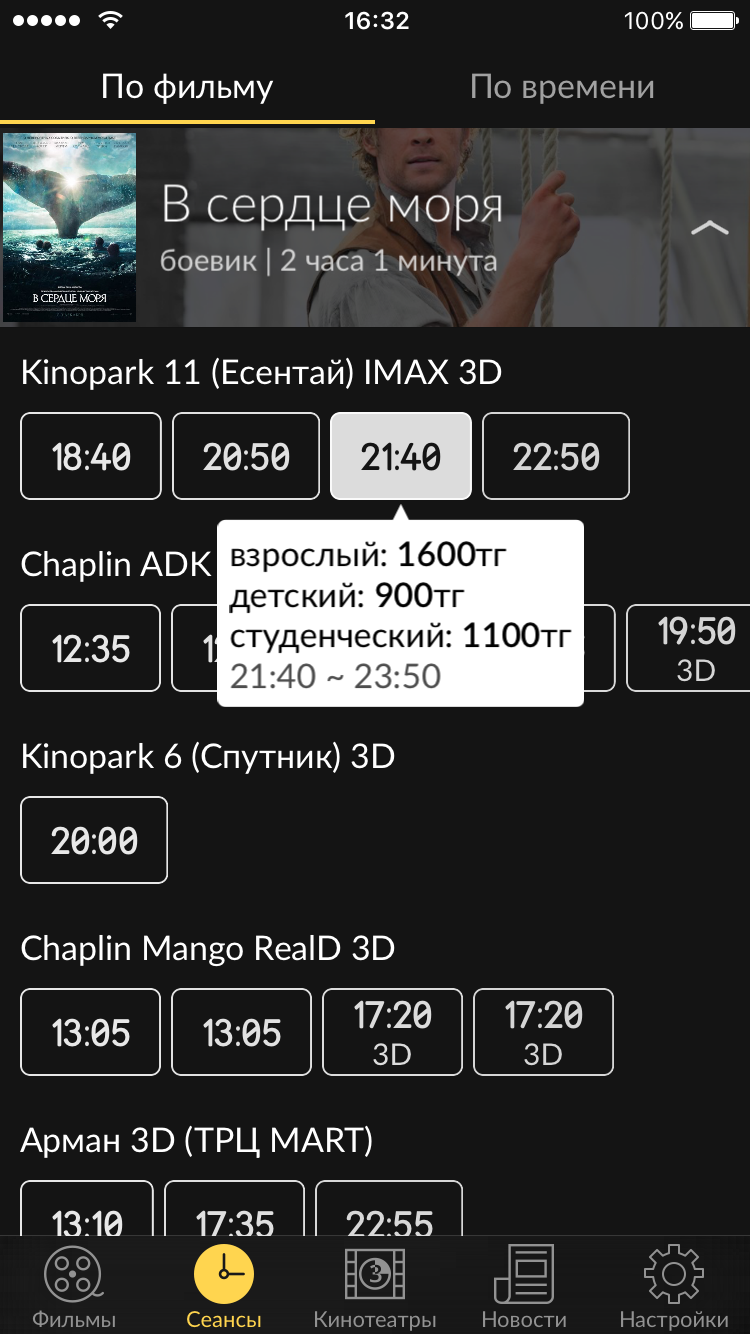 16:32 100%
По фильму По времени
В сердце моря
боевик | 2 часа 1 минута
В СЕРДЦЕ МОРЯ
Kinopark 11 (Есентай) IMAX 3D
18:40 20:50 21:40 22:50
взрослый: 1600тг
детский: 900тг
студенческий: 1100тг
21:40 ~ 23:50
Chaplin ADK
12:35 19:50
3D
Kinopark 6 (Спутник) 3D
20:00
Chaplin Mango RealD 3D
13:05 13:05 17:20 17:20
3D 3D
Арман 3D (ТРЦ MART)
13:10 17:35 22:55
3
Фильмы Сеансы Кинотеатры Новости Настройки